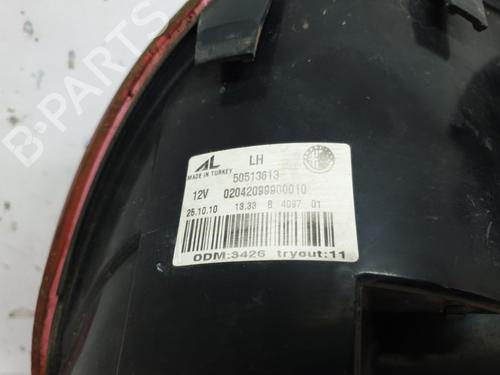 B-PARTS
AL LH
MADE IN TURKEY 50513613
12V 02042099900010
25.10.10 13.33 8 4097 01
ODM:3426 tryout:11